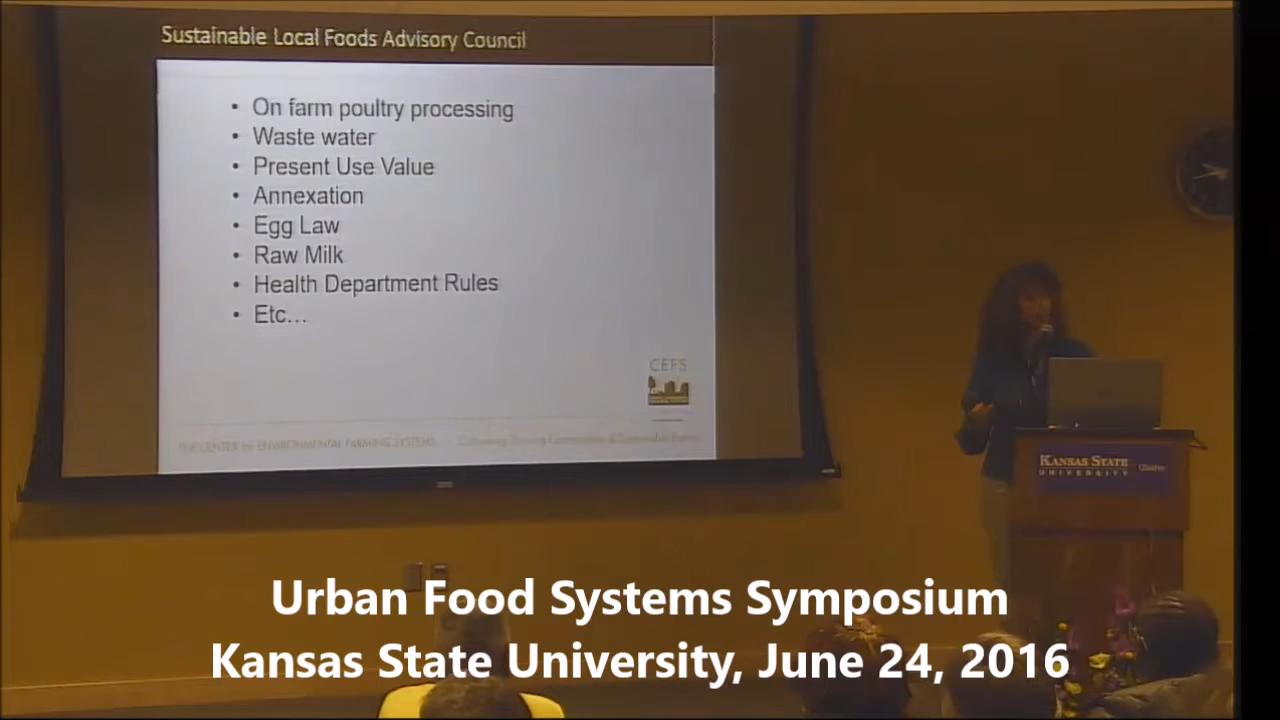 Sustainable Local Foods Advisory Council
• On farm poultry processing
• Waste water
• Present Use Value
• Annexation
• Egg Law
• Raw Milk
• Health Department Rules
• Etc...
CEFS
THE CENTER for ENVIRONMENTAL FARMING SYSTEMS
KANSAS STATE
UNIVERSITY
Olathe
Urban Food Systems Symposium
Kansas State University, June 24, 2016